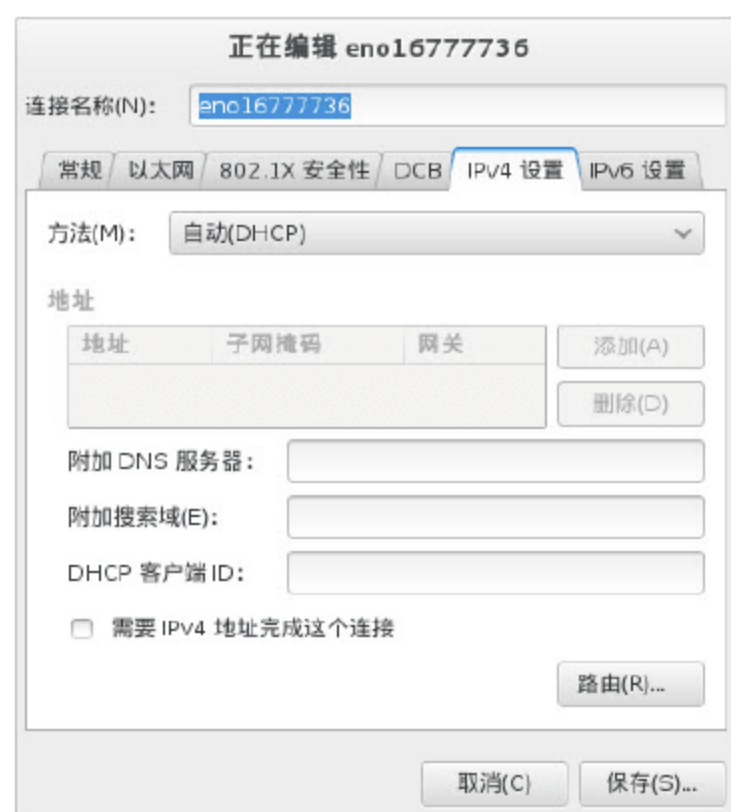 正在编辑 eno16777736
连接名称(N): eno16777736
常规 以太网 802.1X 安全性 DCB IPv4 设置 IPv6 设置
方法(M): 自动(DHCP)
地址
地址 子网掩码 网关 添加(A)
删除(D)
附加 DNS 服务器:
附加搜索域(E):
DHCP 客户端 ID:
需要 IPv4 地址完成这个连接
路由(R)...
取消(C) 保存(S)...